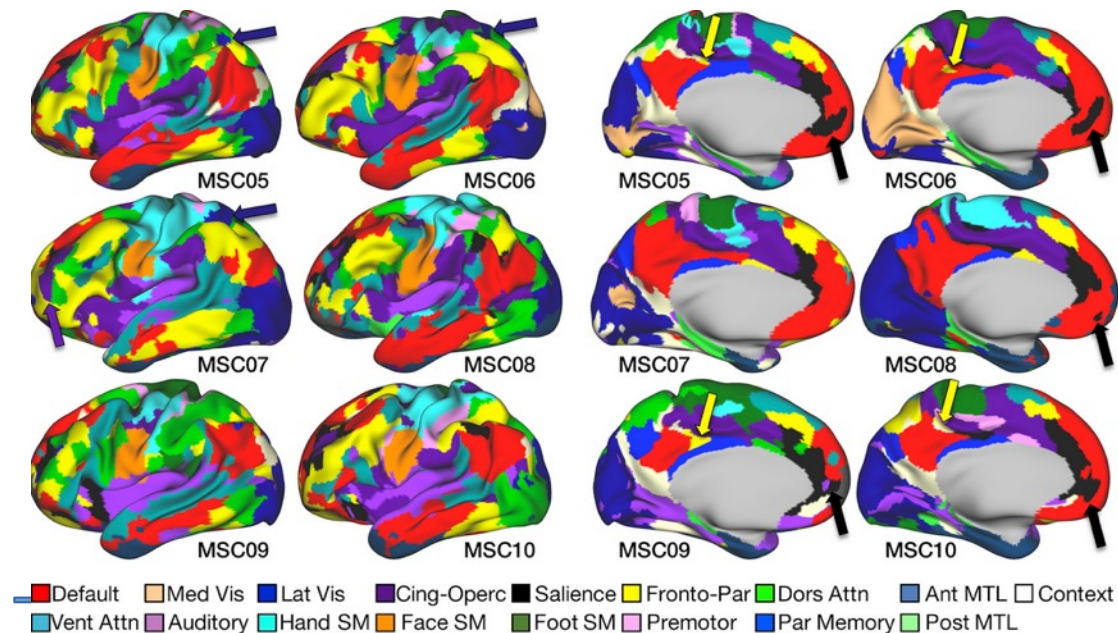 MSC05 MSC06 MSC05 MSC06
MSC07 MSC08 MSC07 MSC08
MSC09 MSC10 MSC09 MSC10
Default Med Vis Lat Vis Cing-Operc Salience Fronto-Par Dors Attn Ant MTL Context
Vent Attn Auditory Hand SM Face SM Foot SM Premotor Par Memory Post MTL